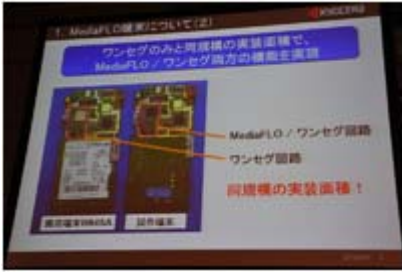 1. MediaFLO端末について(2)
KYOCERA
ワンセグのみと同規模の実装面積で、
MediaFLO / ワンセグ両方の機能を実現
MediaFLO / ワンセグ回路
ワンセグ回路
同規模の実装面積！
試作端末